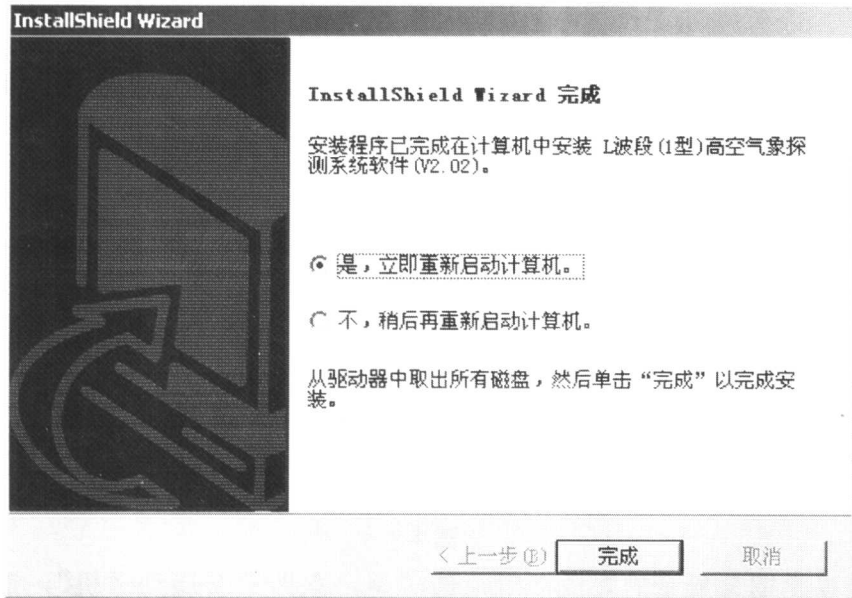 InstallShield Wizard
InstallShield Wizard 完成
安装程序已完成在计算机中安装 L波段(1型)高空气象探
测系统软件(V2.02)。
是，立即重新启动计算机。
不，稍后再重新启动计算机。
从驱动器中取出所有磁盘，然后单击“完成”以完成安
装。
< 上一步(B)
完成
取消